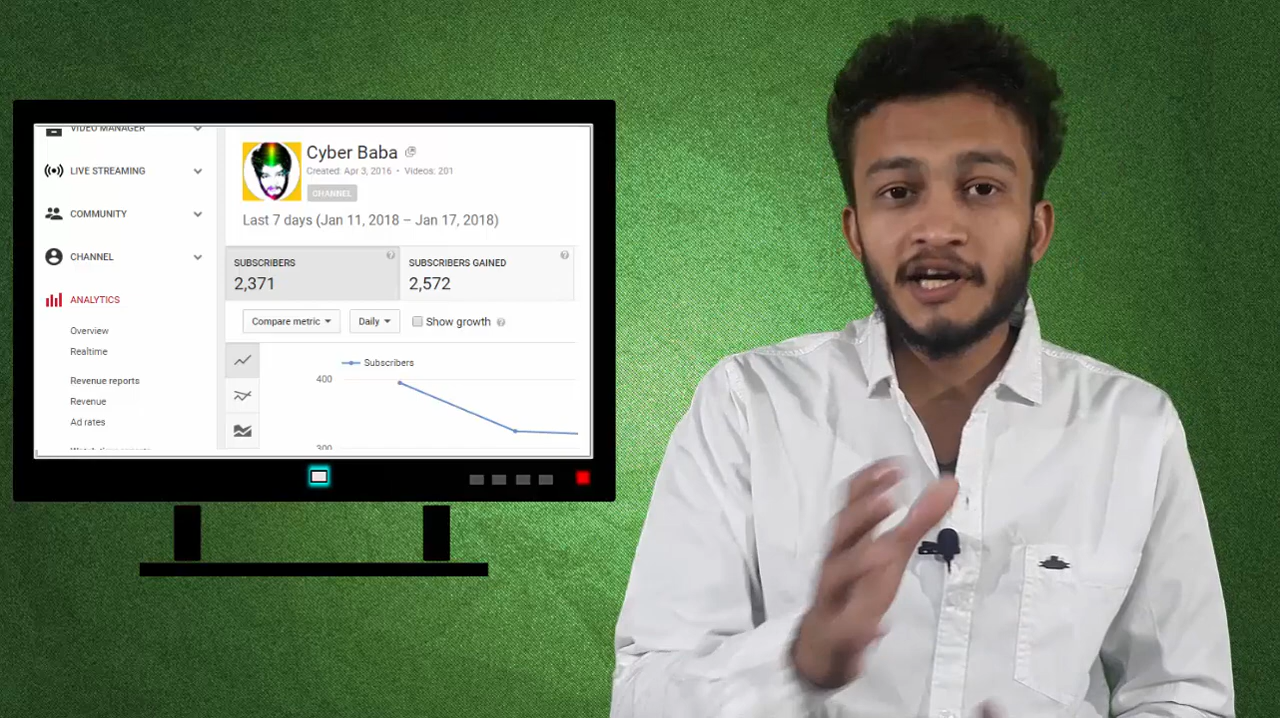 VIDEO MANAGER
LIVE STREAMING
COMMUNITY
CHANNEL
ANALYTICS
Overview
Realtime
Revenue reports
Revenue
Ad rates
Cyber Baba
Created: Apr 3, 2016 • Videos: 201
CHANNEL
Last 7 days (Jan 11, 2018 – Jan 17, 2018)
SUBSCRIBERS
2,371
SUBSCRIBERS GAINED
2,572
Compare metric
Daily
Show growth
Subscribers
400
300